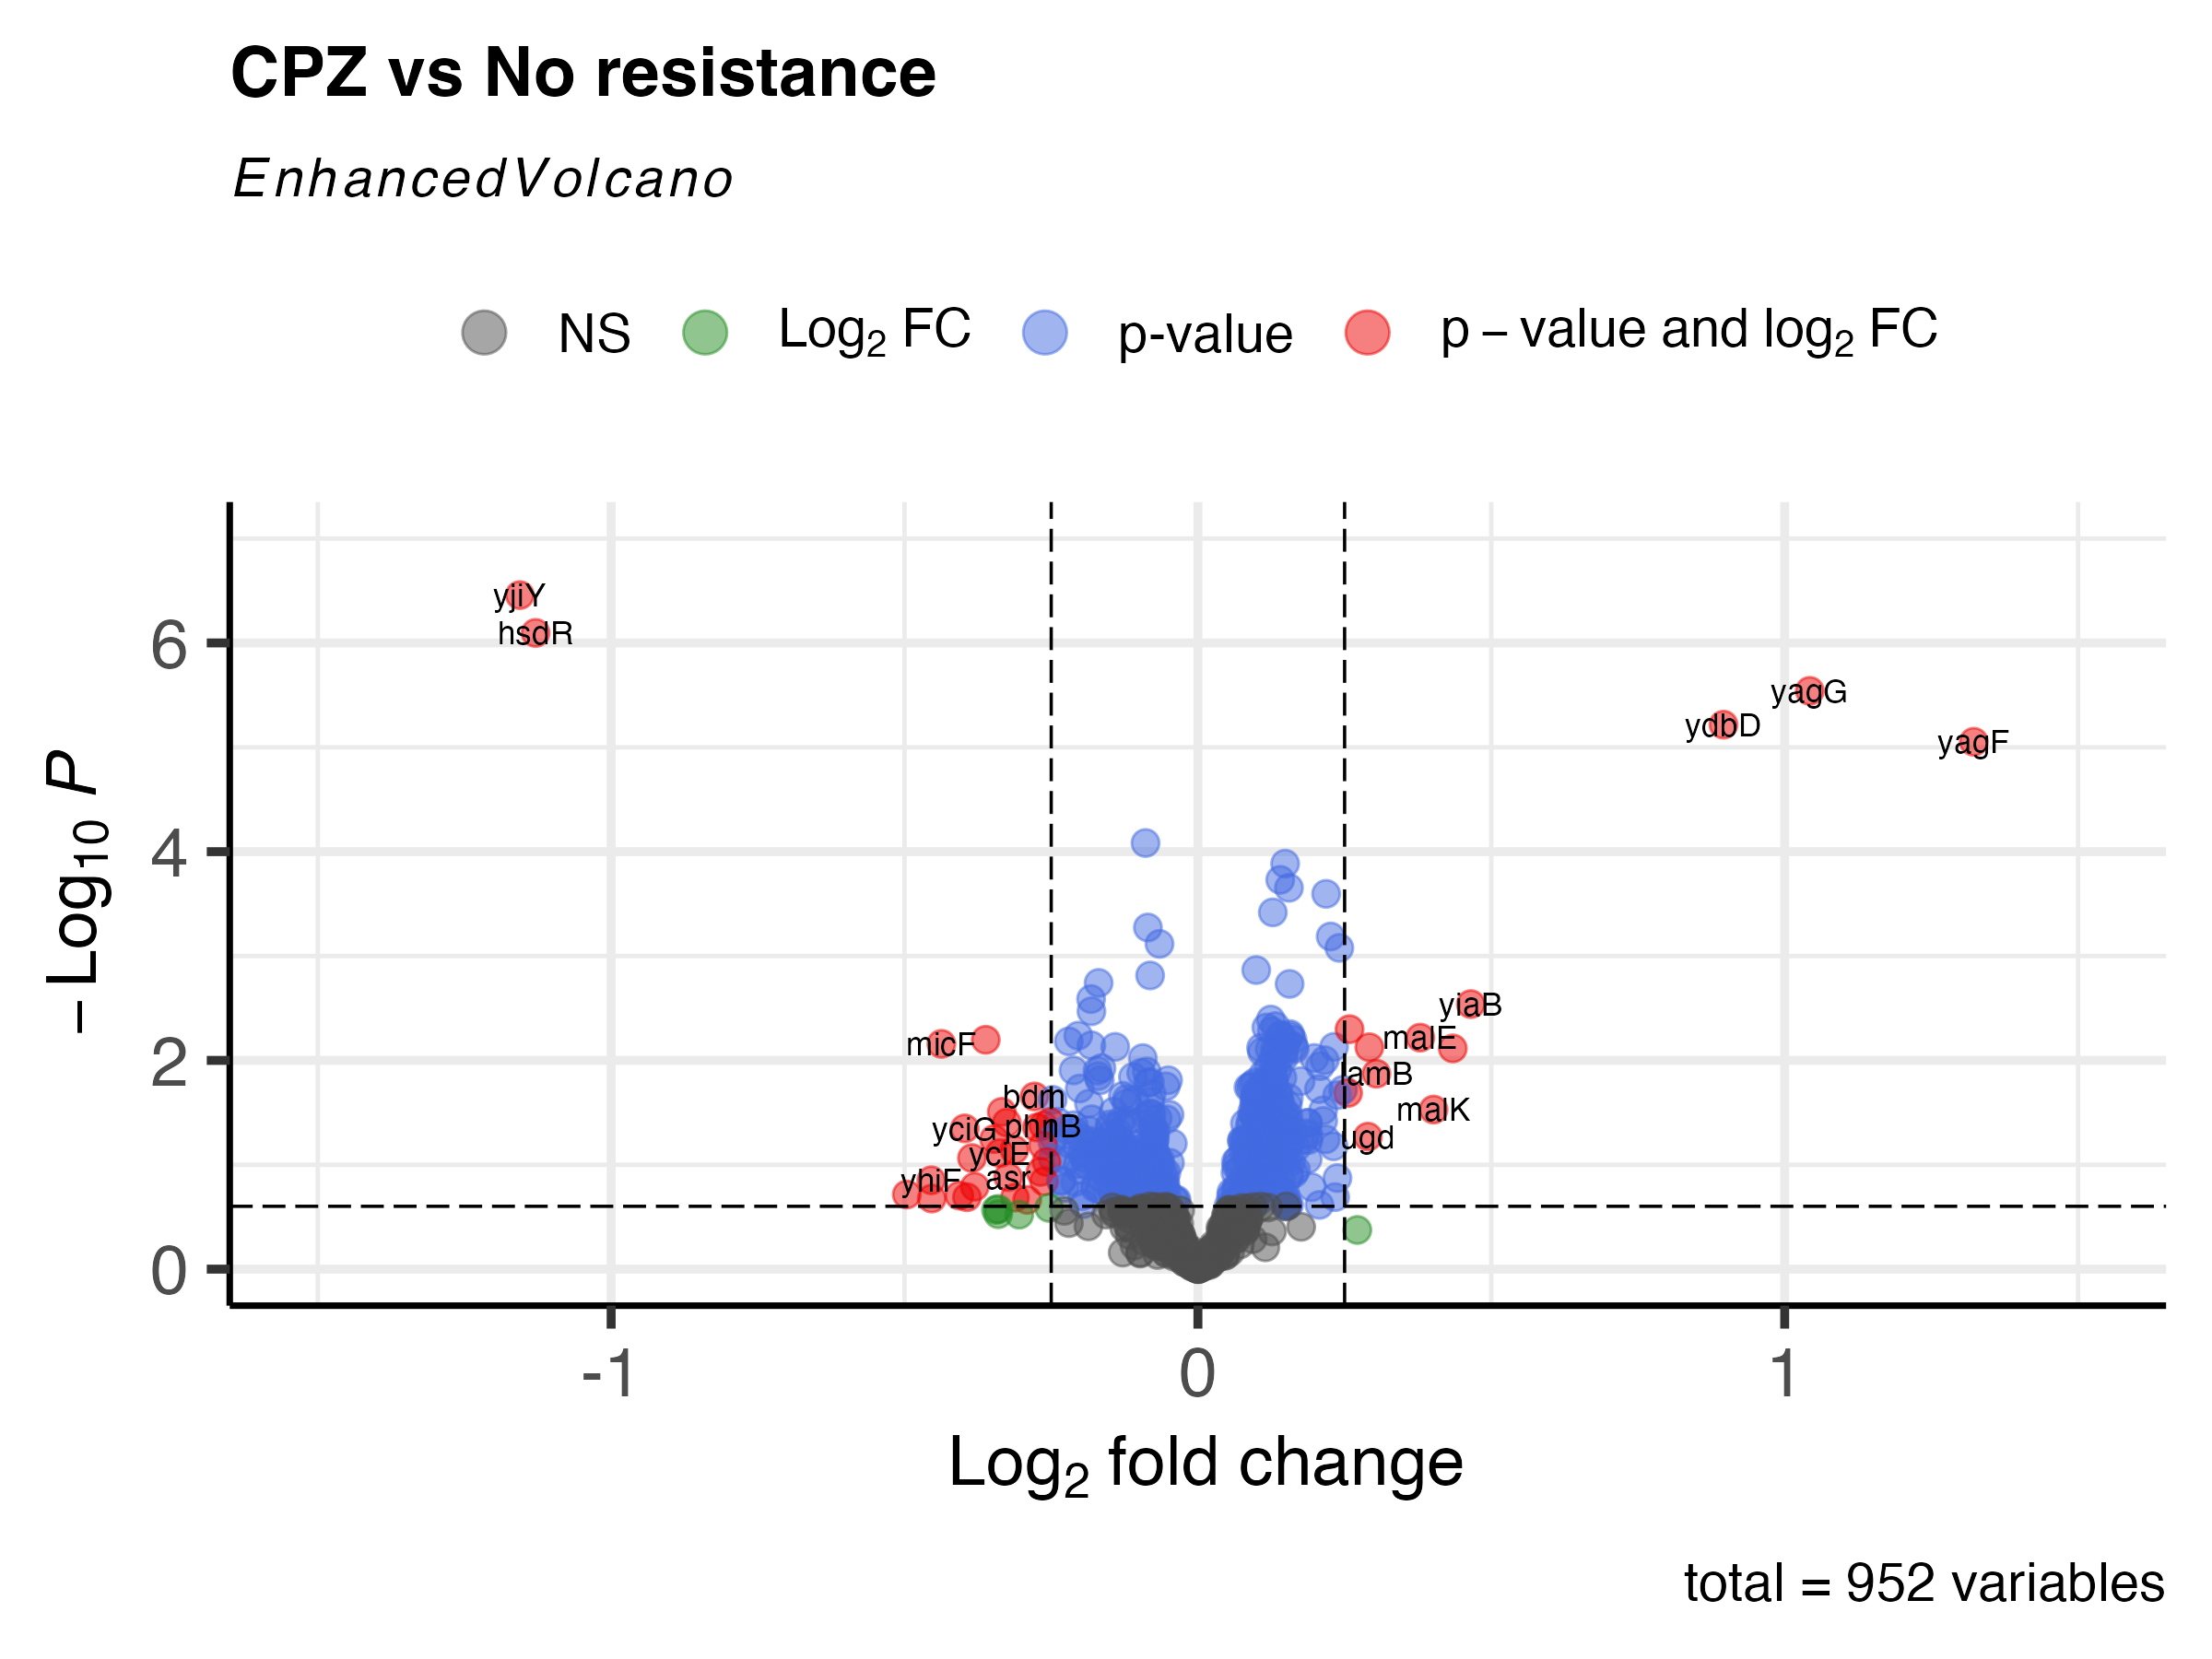 CPZ vs No resistance
EnhancedVolcano
NS Log₂ FC p-value p − value and log₂ FC
yjiY
hsdR
6
yagG
ydbD
yagF
− Log₁₀ P
4
yiaB
micF
malE
2
lamB
bdm
malK
phnB
yciG
ugd
yciE
asr
yhiF
0
-1 0 1
Log₂ fold change
total = 952 variables